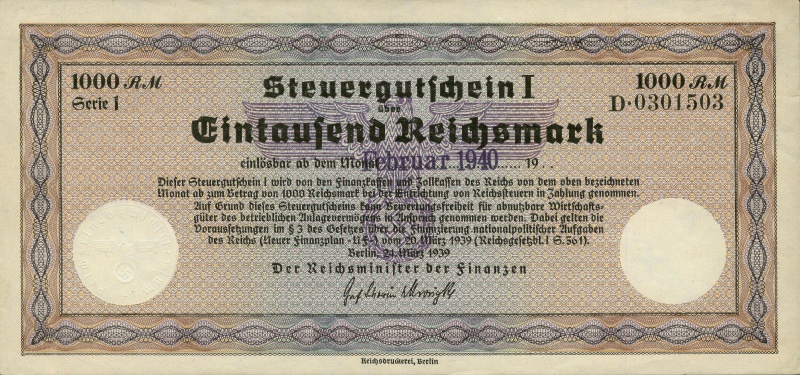 1000 RM
Steuergutschein I
1000 RM
Serie I
über
D·0301503
Eintausend Reichsmark
einlösbar ab dem Monat Februar 1940 ..... 19 . .
Dieser Steuergutschein I wird von den Finanzkassen und Zollkassen des Reichs von dem oben bezeichneten
Monat ab zum Betrag von 1000 Reichsmark bei der Entrichtung von Reichssteuern in Zahlung genommen.
Auf Grund dieses Steuergutscheins kann Bewertungsfreiheit für abnutzbare Wirtschafts-
güter des betrieblichen Anlagevermögens in Anspruch genommen werden. Dabei gelten die
Voraussetzungen im § 3 des Gesetzes über die Finanzierung nationalpolitischer Aufgaben
des Reichs (Neuer Finanzplan - NF-) vom 20. März 1939 (Reichsgesetzbl. I S. 561).
Berlin, 24. März 1939
Der Reichsminister der Finanzen
Reichsdruckerei, Berlin